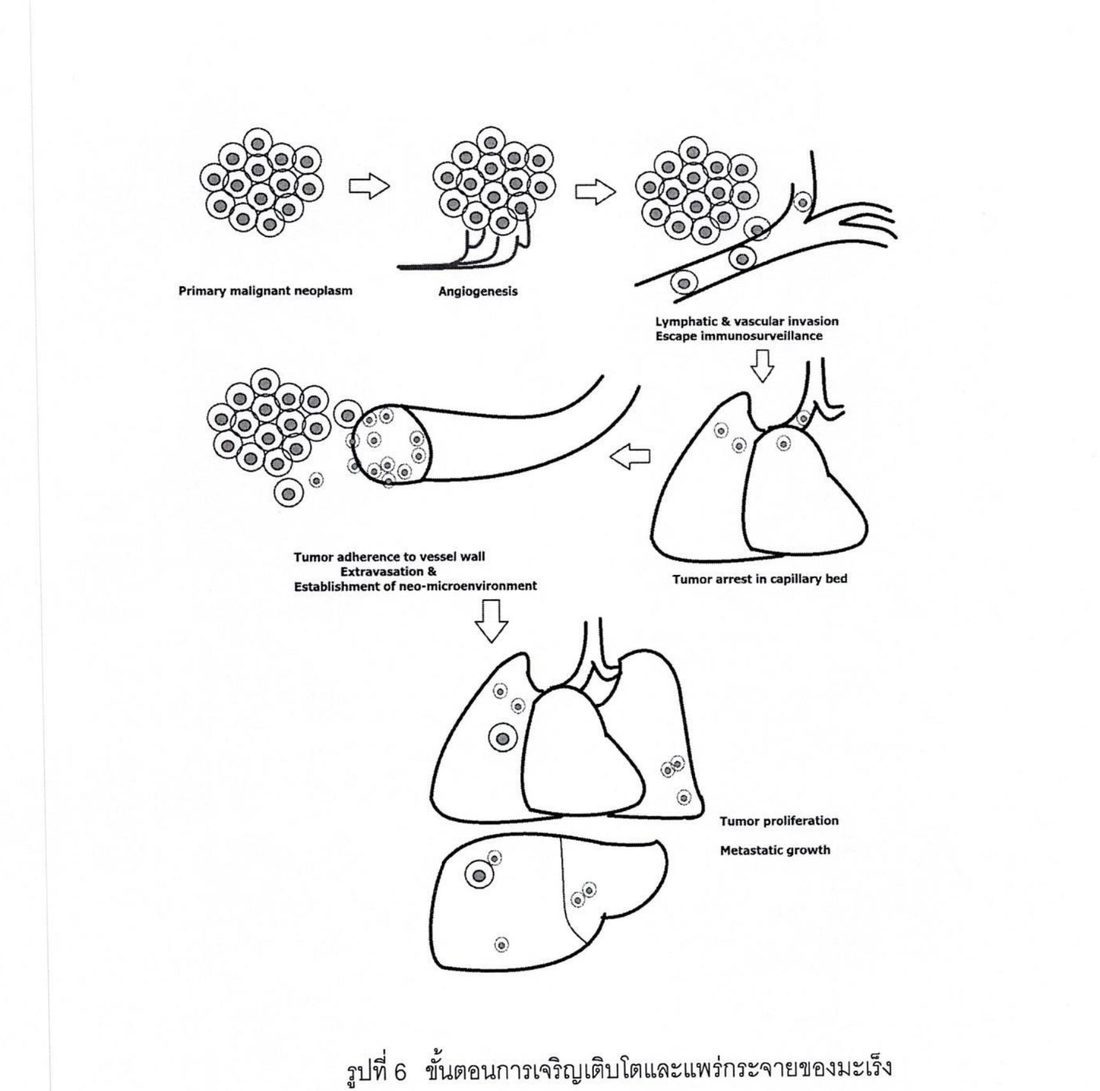 Primary malignant neoplasm
Angiogenesis
Lymphatic & vascular invasion
Escape immunosurveillance
Tumor arrest in capillary bed
Tumor adherence to vessel wall
Extravasation &
Establishment of neo-microenvironment
Tumor proliferation
Metastatic growth
รูปที่ 6 ขั้นตอนการเจริญเติบโตและแพร่กระจายของมะเร็ง